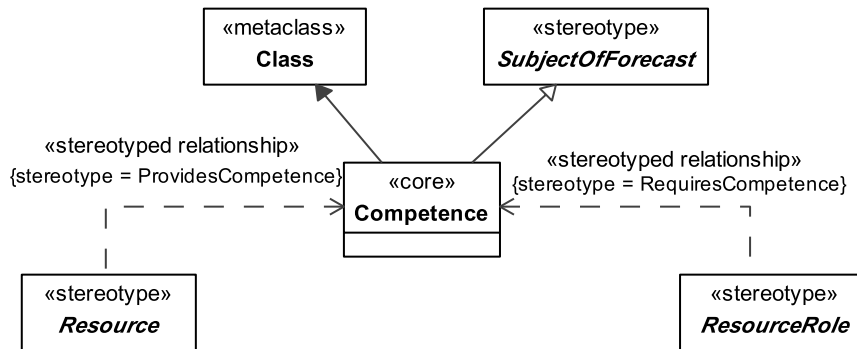 «metaclass»
Class
«stereotype»
SubjectOfForecast
«stereotyped relationship»
{stereotype = ProvidesCompetence}
«core»
Competence
«stereotyped relationship»
{stereotype = RequiresCompetence}
«stereotype»
Resource
«stereotype»
ResourceRole